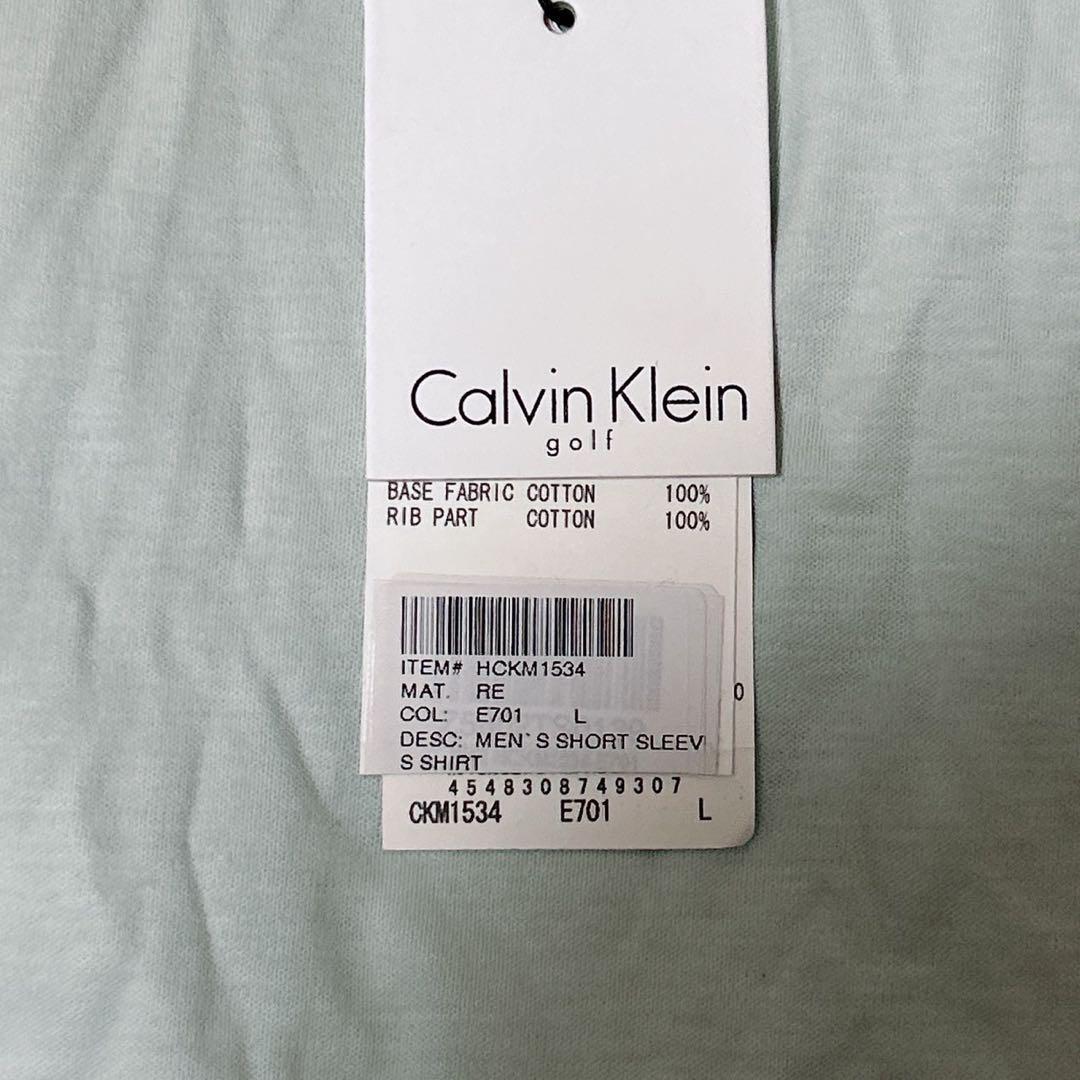 Calvin Klein
golf
BASE FABRIC COTTON 100%
RIB PART COTTON 100%
ITEM# HCKM1534
MAT. RE
COL: E701 L
DESC: MEN`S SHORT SLEEV
S SHIRT
0
4548308749307
CKM1534 E701 L